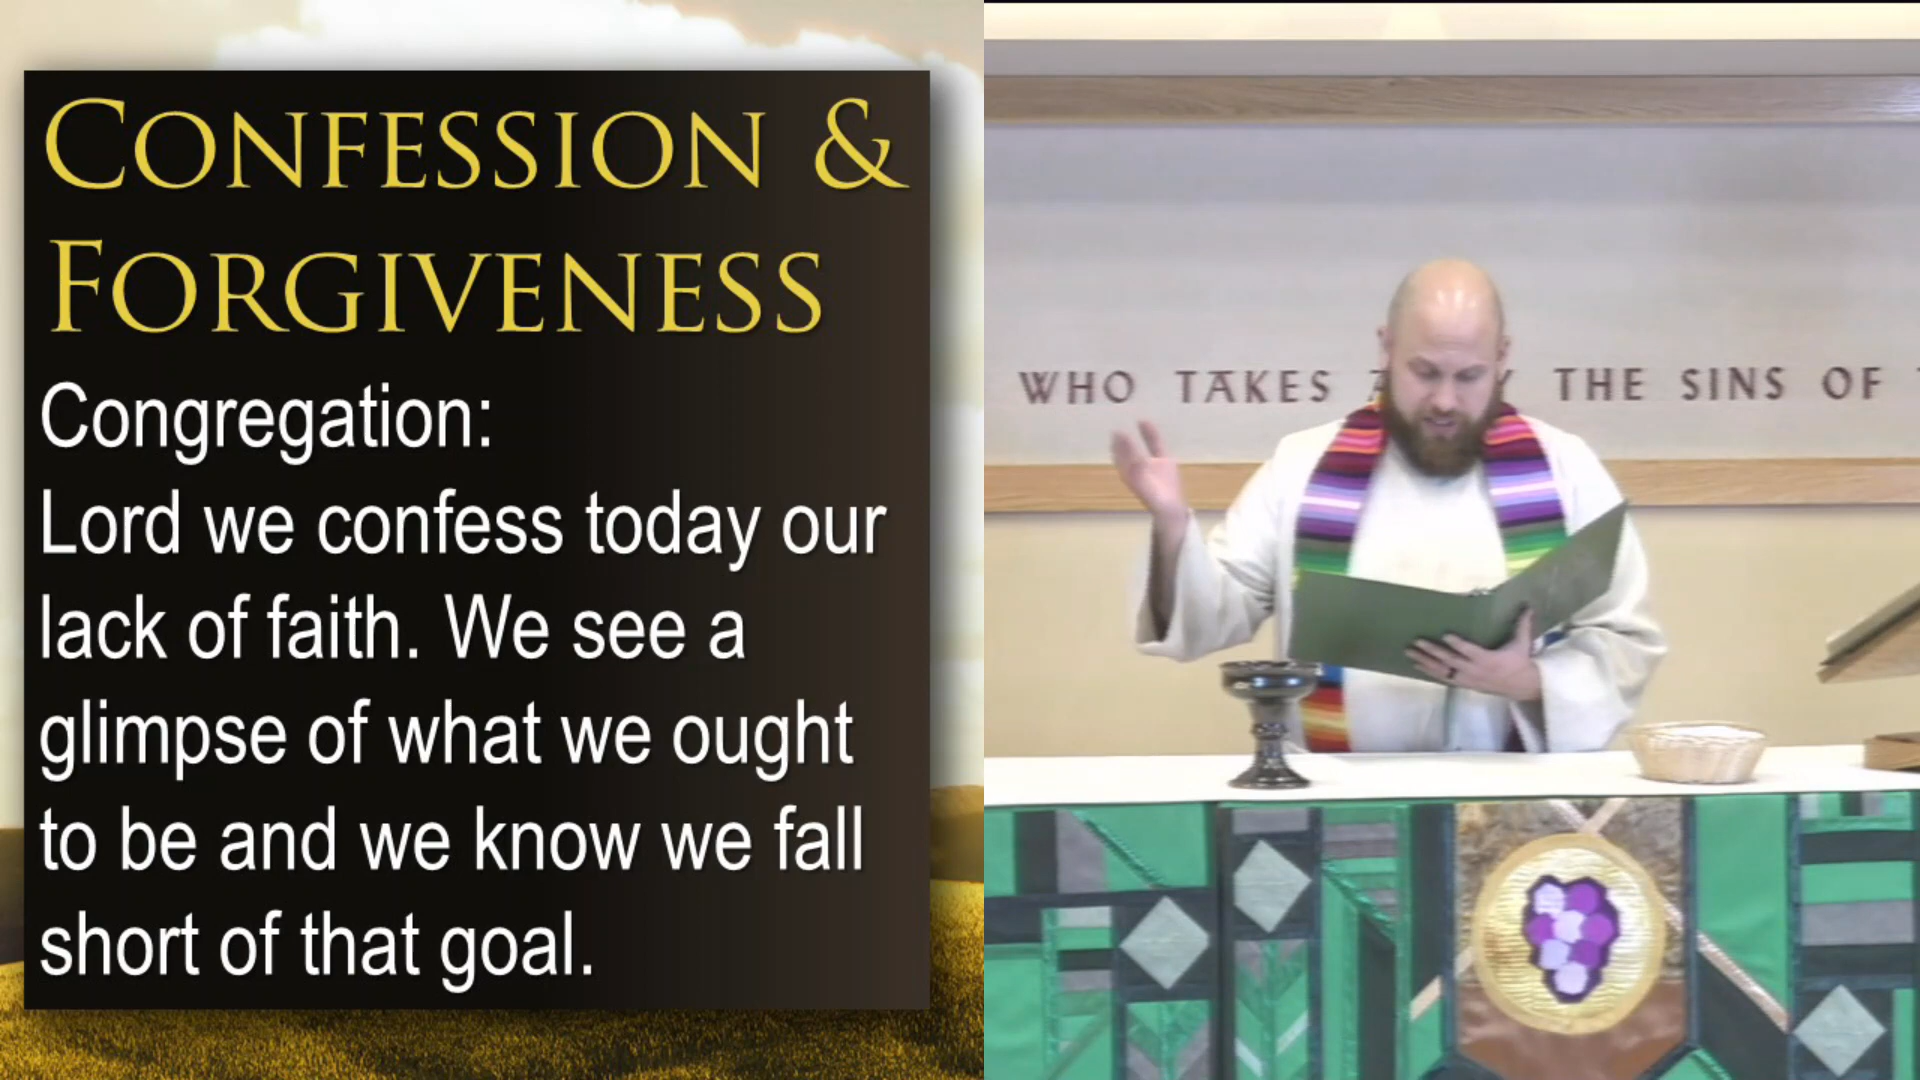 CONFESSION &
FORGIVENESS
Congregation:
Lord we confess today our
lack of faith. We see a
glimpse of what we ought
to be and we know we fall
short of that goal.
WHO TAKES THE SINS OF